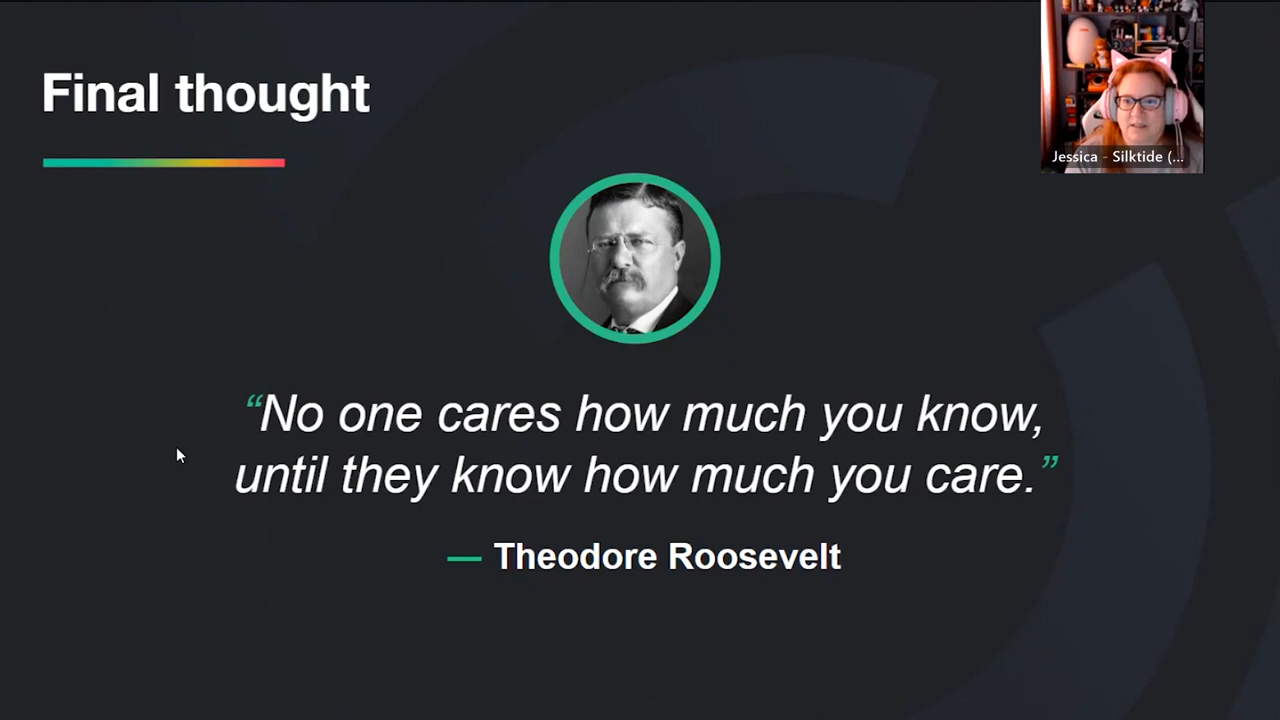 Final thought
Jessica - Silktide (...
“No one cares how much you know,
until they know how much you care.”
— Theodore Roosevelt